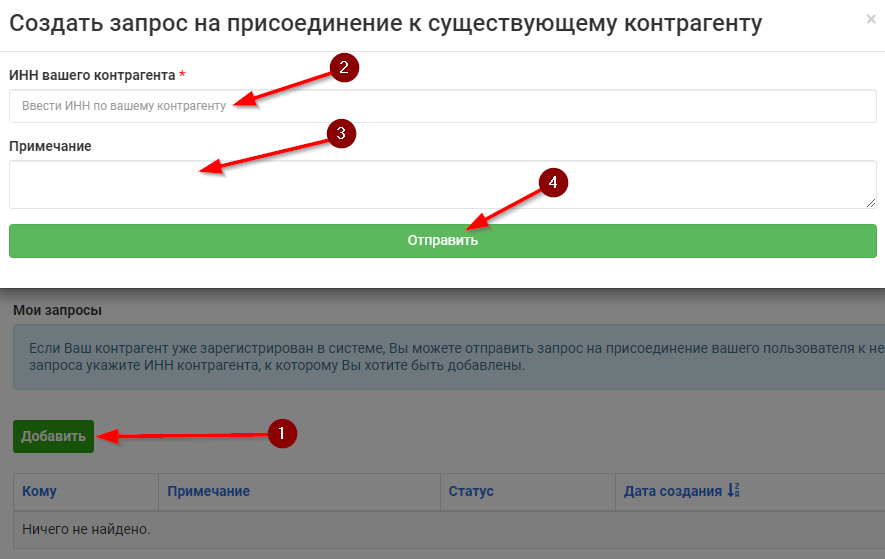 Создать запрос на присоединение к существующему контрагенту
×
ИНН вашего контрагента *
2
Ввести ИНН по вашему контрагенту
3
Примечание
4
Отправить
Мои запросы
Если Ваш контрагент уже зарегистрирован в системе, Вы можете отправить запрос на присоединение вашего пользователя к не
запроса укажите ИНН контрагента, к которому Вы хотите быть добавлены.
Добавить
1
Кому Примечание Статус Дата создания
Ничего не найдено.